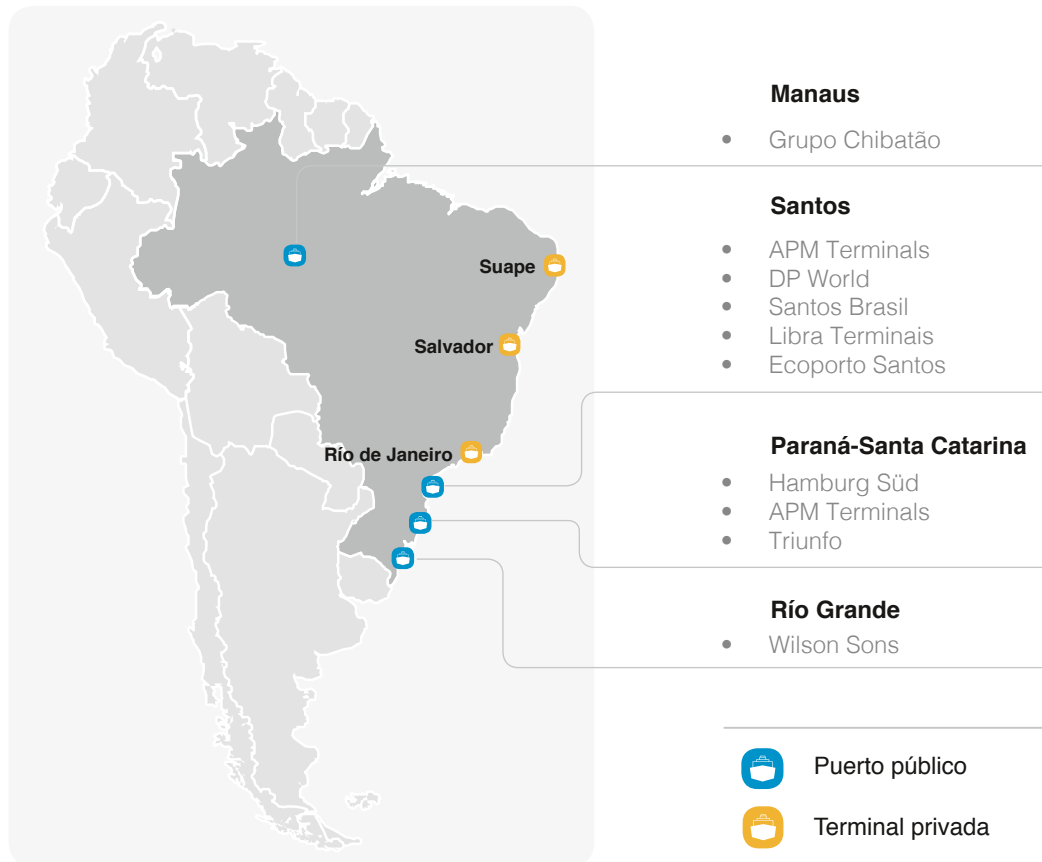 Manaus
Grupo Chibatão
Santos
APM Terminals
DP World
Santos Brasil
Libra Terminais
Ecoporto Santos
Paraná-Santa Catarina
Hamburg Süd
APM Terminals
Triunfo
Río Grande
Wilson Sons
Puerto público
Terminal privada
Suape
Salvador
Río de Janeiro